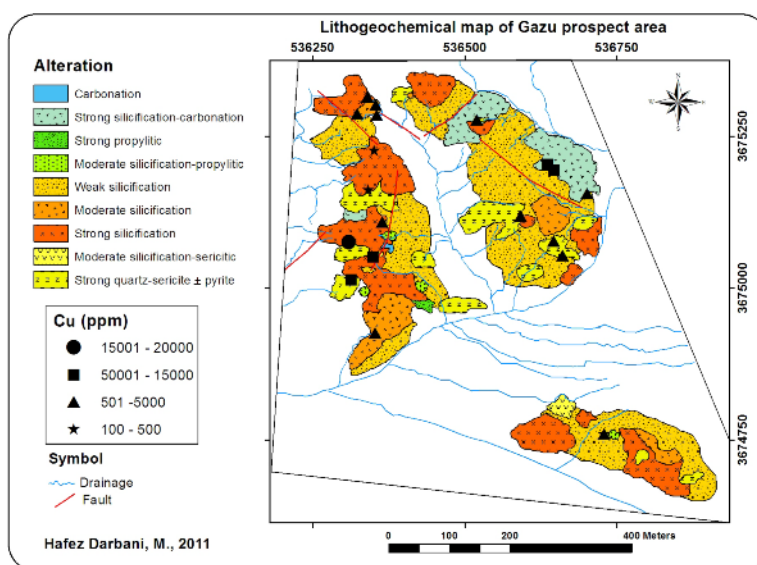 Lithogeochemical map of Gazu prospect area
536250 536500 536750
Alteration
Carbonation
Strong silicification-carbonation
Strong propylitic
Moderate silicification-propylitic
Weak silicification
Moderate silicification
Strong silicification
Moderate silicification-sericitic
Strong quartz-sericite ± pyrite
Cu (ppm)
15001 - 20000
50001 - 15000
501 -5000
100 - 500
Symbol
Drainage
Fault
Hafez Darbani, M., 2011
N
3675250
3675000
3674750
0 100 200 400 Meters